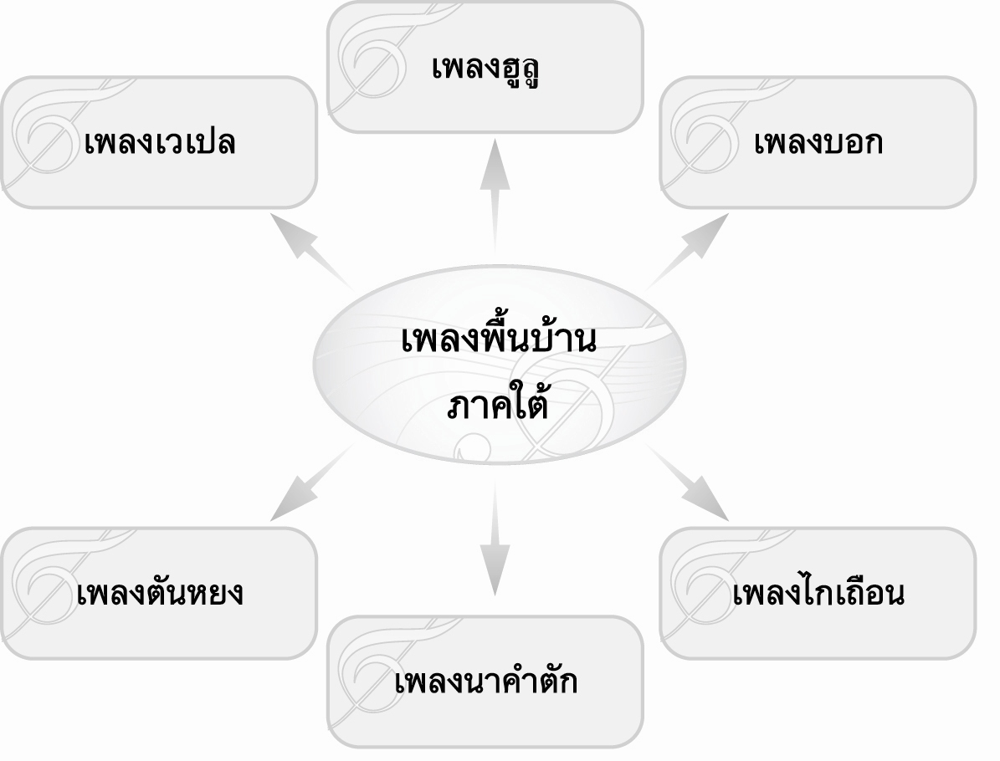 เพลงฮูลู
เพลงเวเปล
เพลงบอก
เพลงพื้นบ้าน
ภาคใต้
เพลงตันหยง
เพลงไกเถือน
เพลงนาคำตัก